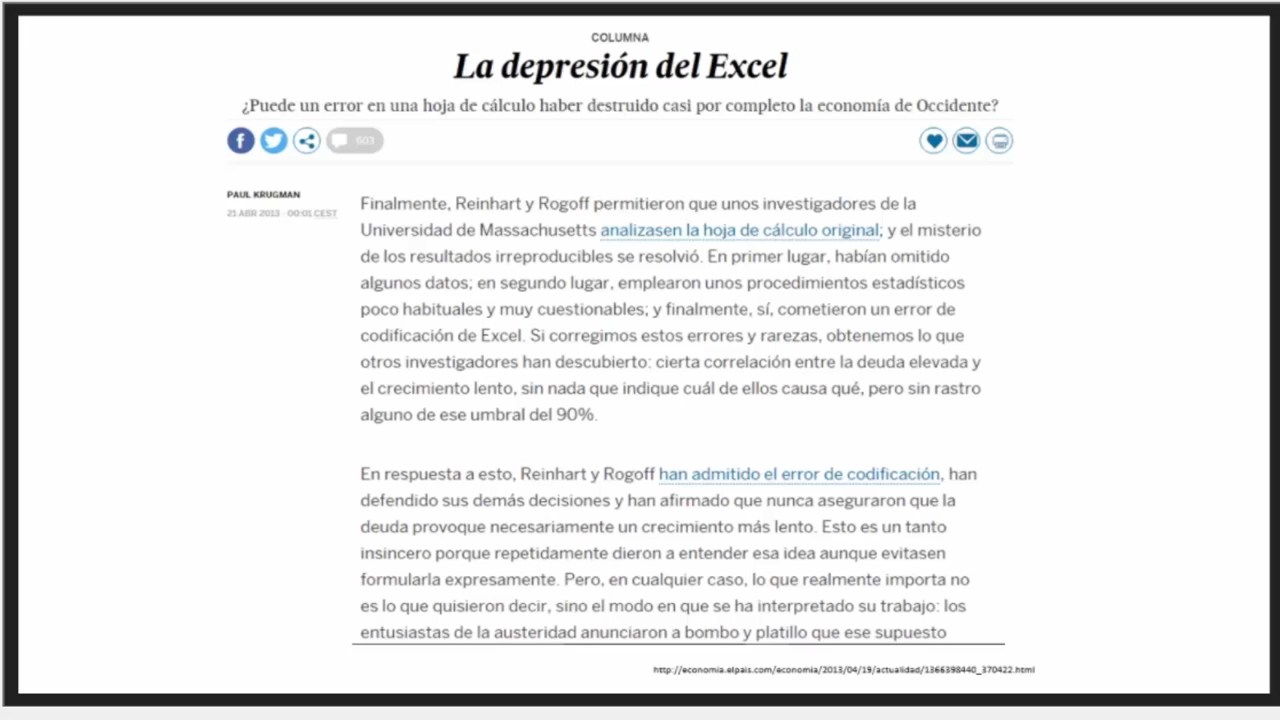 COLUMNA
La depresión del Excel
¿Puede un error en una hoja de cálculo haber destruido casi por completo la economía de Occidente?
603
PAUL KRUGMAN
21 ABR 2013 - 00:01 CEST
Finalmente, Reinhart y Rogoff permitieron que unos investigadores de la
Universidad de Massachusetts analizasen la hoja de cálculo original; y el misterio
de los resultados irreproducibles se resolvió. En primer lugar, habían omitido
algunos datos; en segundo lugar, emplearon unos procedimientos estadísticos
poco habituales y muy cuestionables; y finalmente, sí, cometieron un error de
codificación de Excel. Si corregimos estos errores y rarezas, obtenemos lo que
otros investigadores han descubierto: cierta correlación entre la deuda elevada y
el crecimiento lento, sin nada que indique cuál de ellos causa qué, pero sin rastro
alguno de ese umbral del 90%.
En respuesta a esto, Reinhart y Rogoff han admitido el error de codificación, han
defendido sus demás decisiones y han afirmado que nunca aseguraron que la
deuda provoque necesariamente un crecimiento más lento. Esto es un tanto
insincero porque repetidamente dieron a entender esa idea aunque evitasen
formularla expresamente. Pero, en cualquier caso, lo que realmente importa no
es lo que quisieron decir, sino el modo en que se ha interpretado su trabajo: los
entusiastas de la austeridad anunciaron a bombo y platillo que ese supuesto
http://economia.elpais.com/economia/2013/04/19/actualidad/1366398440_370422.html